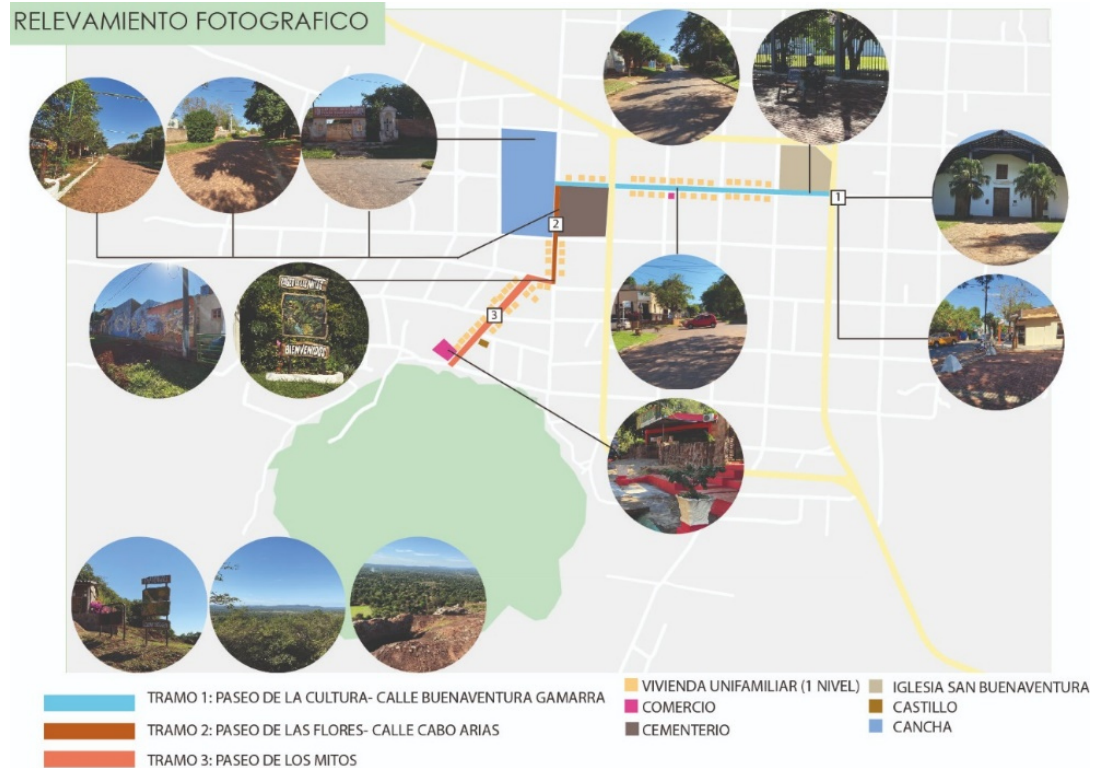 RELEVAMIENTO FOTOGRAFICO
1
2
3
BIENVENIDOS
TRAMO 1: PASEO DE LA CULTURA- CALLE BUENAVENTURA GAMARRA
TRAMO 2: PASEO DE LAS FLORES- CALLE CABO ARIAS
TRAMO 3: PASEO DE LOS MITOS
VIVIENDA UNIFAMILIAR (1 NIVEL)
COMERCIO
CEMENTERIO
IGLESIA SAN BUENAVENTURA
CASTILLO
CANCHA